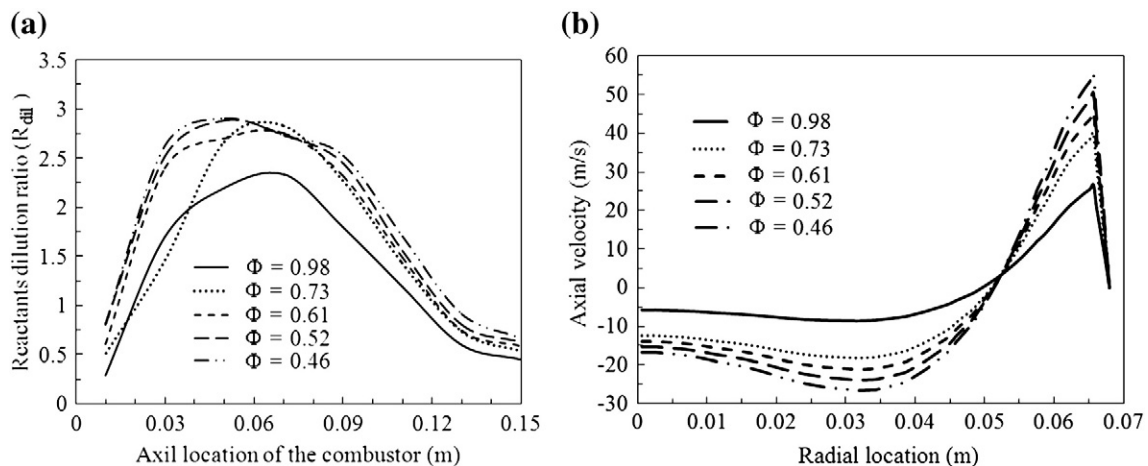 (a)
3.5
3
2.5
2
1.5
1
0.5
0
Reactants dilution ratio (R_dil)
Φ = 0.98
Φ = 0.73
Φ = 0.61
Φ = 0.52
Φ = 0.46
0
0.03
0.06
0.09
0.12
0.15
Axil location of the combustor (m)
(b)
60
50
40
30
20
10
0
-10
-20
-30
Axial velocity (m/s)
Φ = 0.98
Φ = 0.73
Φ = 0.61
Φ = 0.52
Φ = 0.46
0
0.01
0.02
0.03
0.04
0.05
0.06
0.07
Radial location (m)